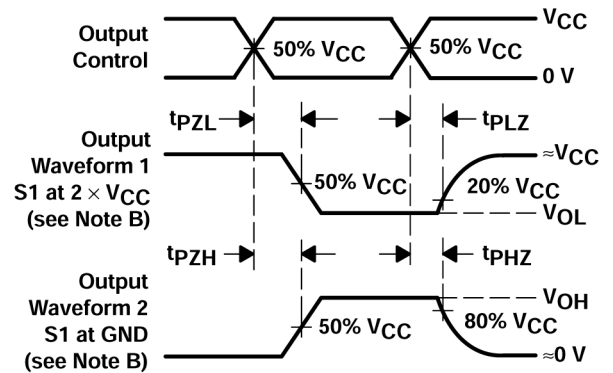 Output
Control
50% VCC
50% VCC
VCC
0 V
tPZL
tPLZ
Output
Waveform 1
S1 at 2 × VCC
(see Note B)
50% VCC
20% VCC
≈VCC
VOL
tPZH
tPHZ
Output
Waveform 2
S1 at GND
(see Note B)
50% VCC
80% VCC
VOH
≈0 V